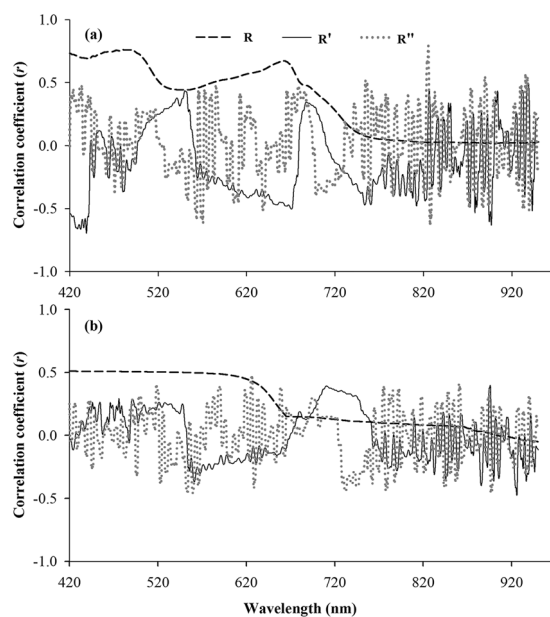 1.0
(a)
R
R'
R"
0.5
0.0
-0.5
-1.0
Correlation coefficient (r)
420 520 620 720 820 920
1.0
(b)
0.5
0.0
-0.5
-1.0
Correlation coefficient (r)
420 520 620 720 820 920
Wavelength (nm)